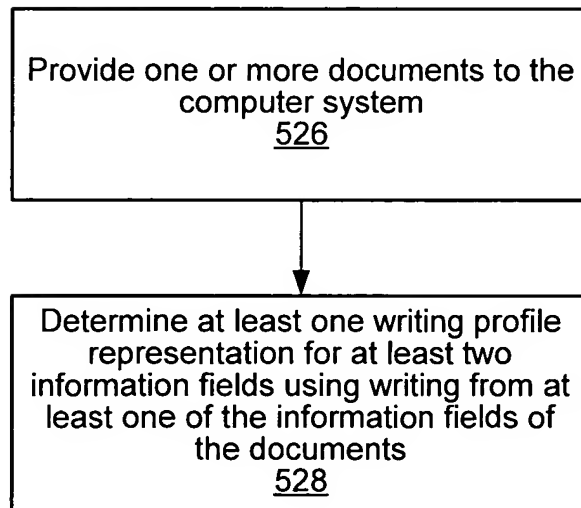 Provide one or more documents to the
computer system
526
Determine at least one writing profile
representation for at least two
information fields using writing from at
least one of the information fields of
the documents
528